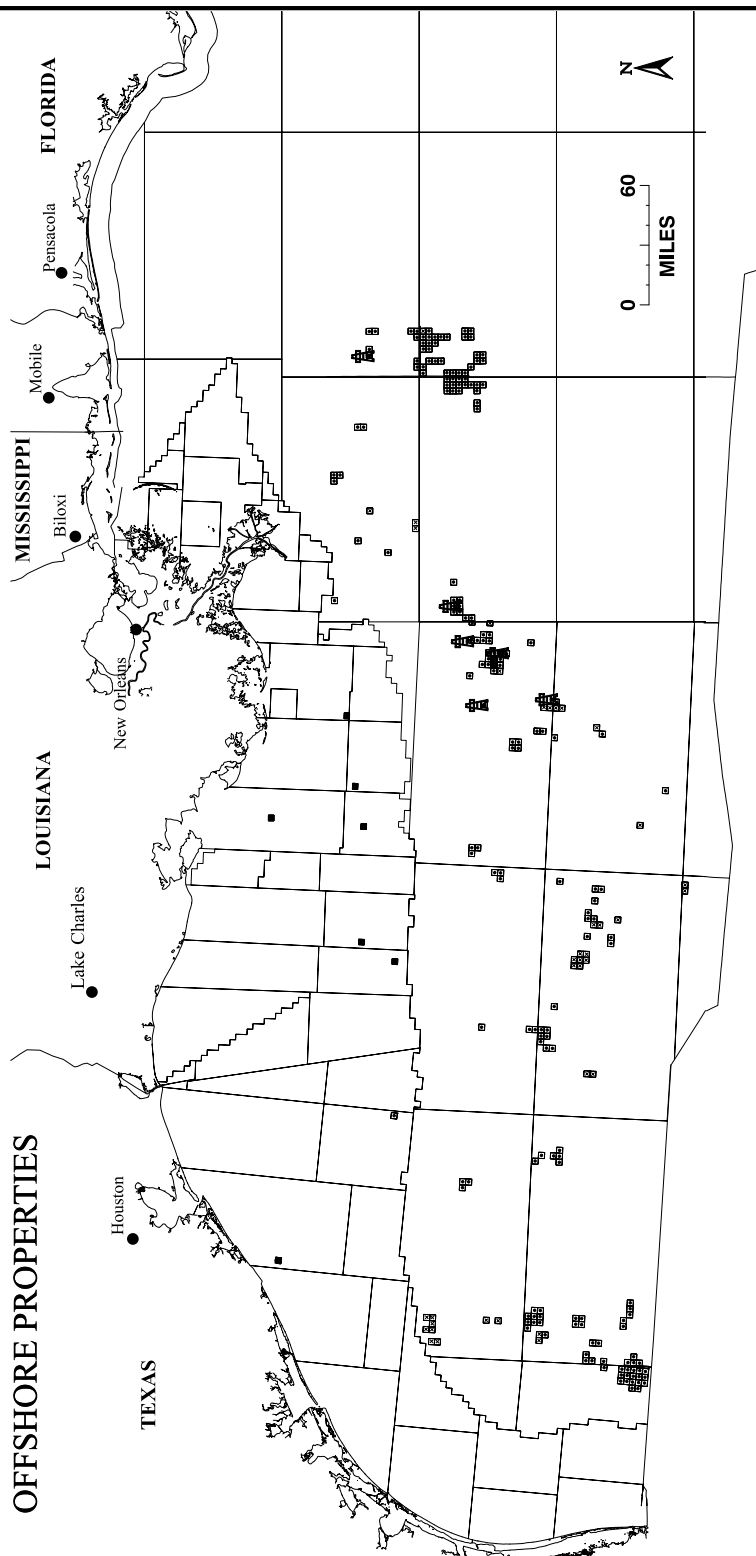 OFFSHORE PROPERTIES
TEXAS
LOUISIANA
MISSISSIPPI
FLORIDA
Houston
Lake Charles
New Orleans
Biloxi
Mobile
Pensacola
N
0 60
MILES